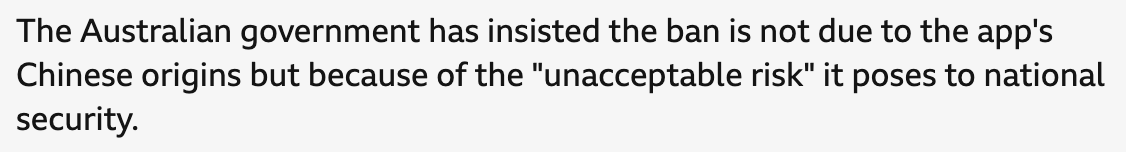 The Australian government has insisted the ban is not due to the app's
Chinese origins but because of the "unacceptable risk" it poses to national
security.